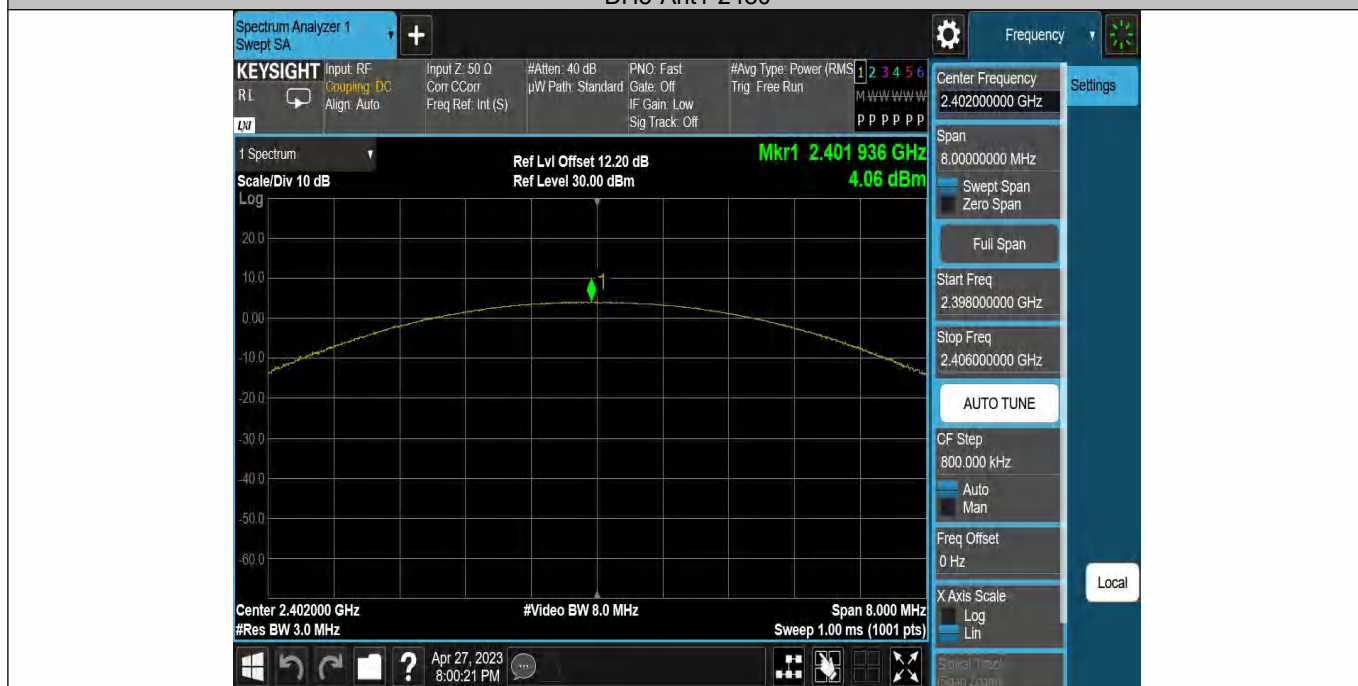 DH5-Ant1-2480
Spectrum Analyzer 1
Swept SA
Frequency
KEYSIGHT
RL
LXI
Input: RF
Coupling: DC
Align: Auto
Input Z: 50 Ω
Corr CCorr
Freq Ref: Int (S)
#Atten: 40 dB
µW Path: Standard
PNO: Fast
Gate: Off
IF Gain: Low
Sig Track: Off
#Avg Type: Power (RMS
Trig: Free Run
1 2 3 4 5 6
M W W W W W
P P P P P P
1 Spectrum
Scale/Div 10 dB
Log
Ref Lvl Offset 12.20 dB
Ref Level 30.00 dBm
Mkr1 2.401 936 GHz
4.06 dBm
1
20.0
10.0
0.00
-10.0
-20.0
-30.0
-40.0
-50.0
-60.0
Center 2.402000 GHz
#Video BW 8.0 MHz
Span 8.000 MHz
#Res BW 3.0 MHz
Sweep 1.00 ms (1001 pts)
Apr 27, 2023
8:00:21 PM
Center Frequency
2.402000000 GHz
Settings
Span
8.00000000 MHz
Swept Span
Zero Span
Full Span
Start Freq
2.398000000 GHz
Stop Freq
2.406000000 GHz
AUTO TUNE
CF Step
800.000 kHz
Auto
Man
Freq Offset
0 Hz
X Axis Scale
Log
Lin
Local
Signal Track
(Span Zoom)